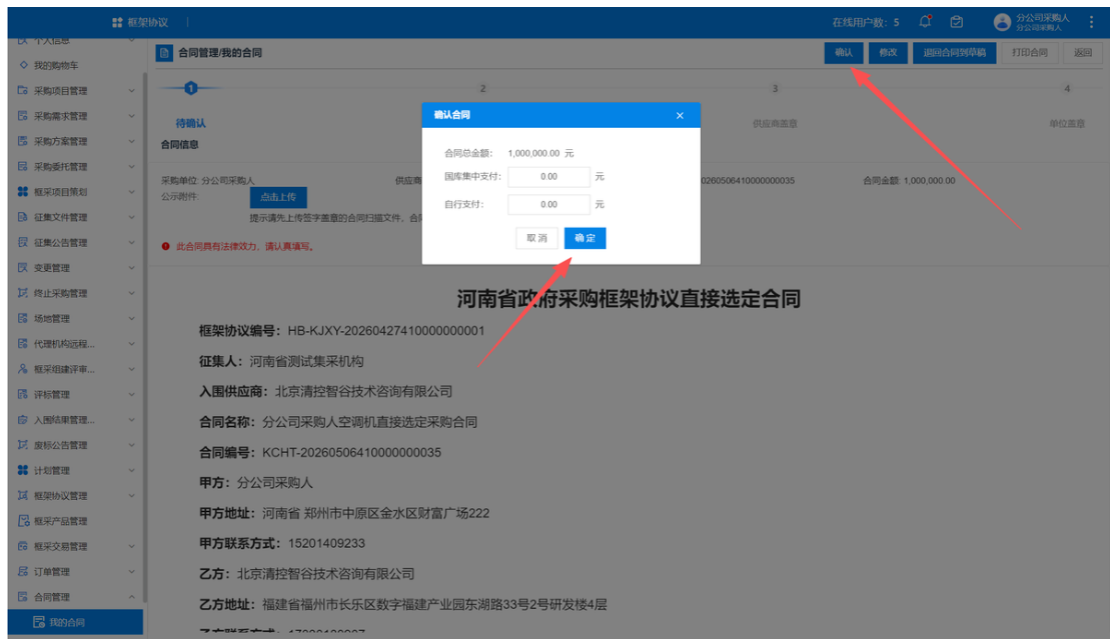 框架协议
在线用户数：5
分公司采购人
分公司采购人
个人信息
我的购物车
采购项目管理
采购需求管理
采购方案管理
采购委托管理
框采项目策划
征集文件管理
征集公告管理
变更管理
终止采购管理
场地管理
代理机构远程...
框采组建评审...
评标管理
入围结果管理...
废标公告管理
计划管理
框架协议管理
框采产品管理
框采交易管理
订单管理
合同管理
我的合同
合同管理/我的合同
确认 修改 退回合同到草稿 打印合同 返回
1 2 3 4
待确认 供应商盖章 单位盖章
合同信息
采购单位 分公司采购人 供应商 02605064100000000035 合同金额: 1,000,000.00
公示附件: 点击上传
提示请先上传签字盖章的合同扫描文件，合同
此合同具有法律效力，请认真填写。
确认合同 ×
合同总金额: 1,000,000.00 元
国库集中支付: 0.00 元
自行支付: 0.00 元
取消 确定
河南省政府采购框架协议直接选定合同
框架协议编号：HB-KJXY-20260427410000000001
征集人：河南省测试集采机构
入围供应商：北京清控智谷技术咨询有限公司
合同名称：分公司采购人空调机直接选定采购合同
合同编号：KCHT-20260506410000000035
甲方：分公司采购人
甲方地址：河南省 郑州市中原区金水区财富广场222
甲方联系方式：15201409233
乙方：北京清控智谷技术咨询有限公司
乙方地址：福建省福州市长乐区数字福建产业园东湖路33号2号研发楼4层